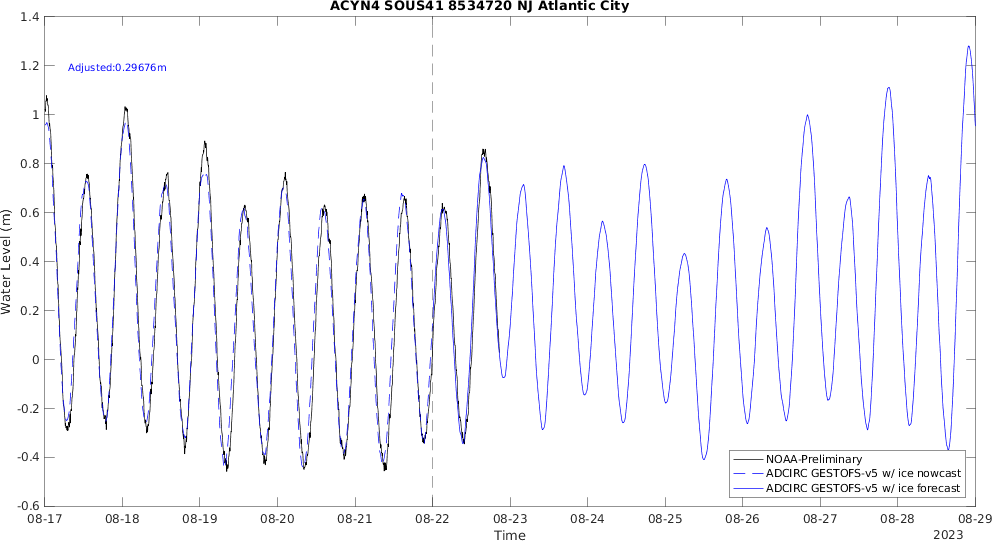 ACYN4 SOUS41 8534720 NJ Atlantic City
Adjusted:0.29676m
Water Level (m)
1.4
1.2
1
0.8
0.6
0.4
0.2
0
-0.2
-0.4
-0.6
NOAA-Preliminary
ADCIRC GESTOFS-v5 w/ ice nowcast
ADCIRC GESTOFS-v5 w/ ice forecast
08-17 08-18 08-19 08-20 08-21 08-22 08-23 08-24 08-25 08-26 08-27 08-28 08-29
Time
2023